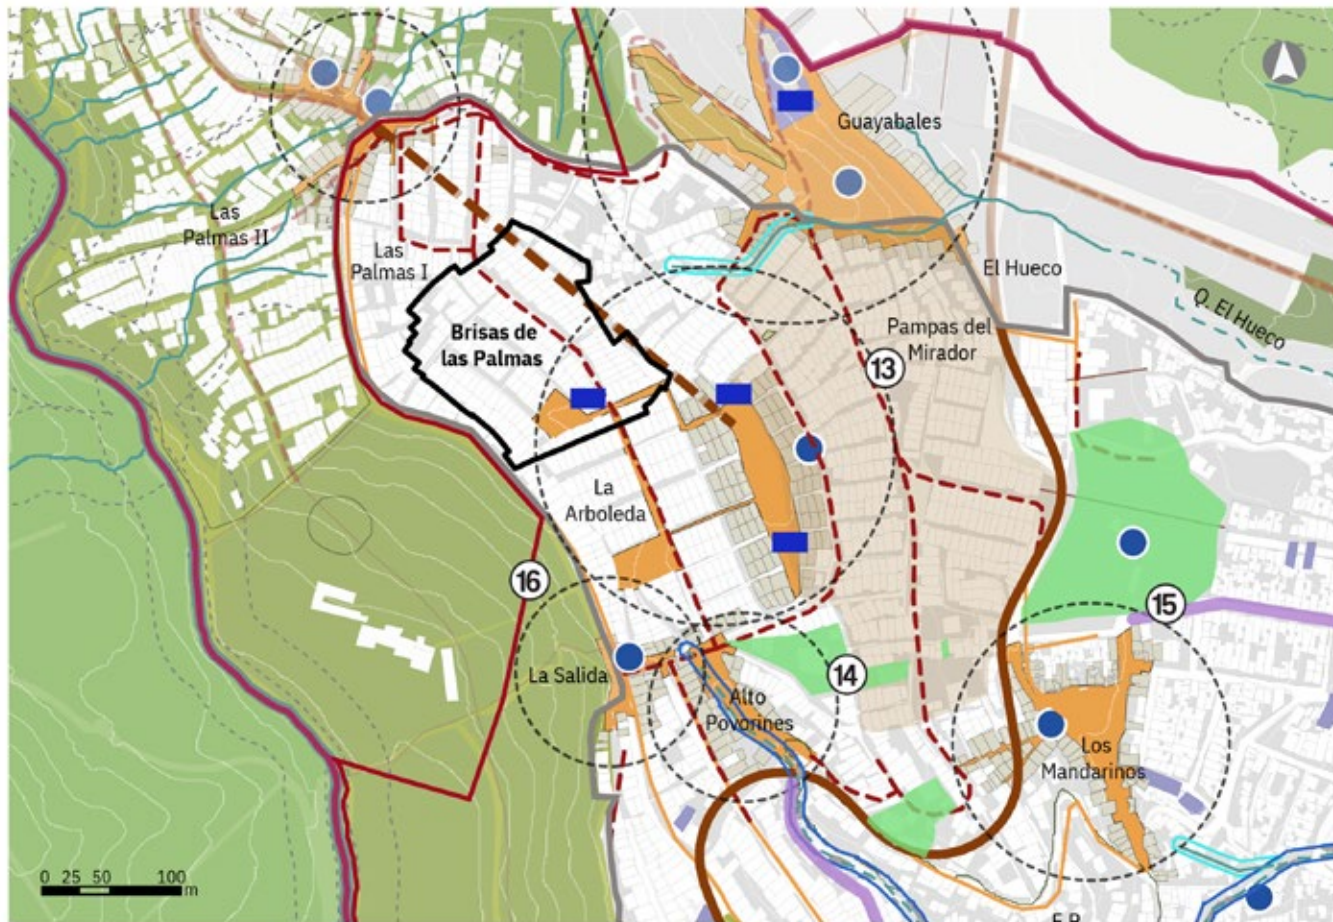 Guayabales
Las
Palmas II
Las
Palmas I
El Hueco
Q. El Hueco
Brisas de
las Palmas
Pampas del
Mirador
13
La
Arboleda
16
15
La Salida
14
Alto
Povorines
Los
Mandarinos
0 25 50 100
m